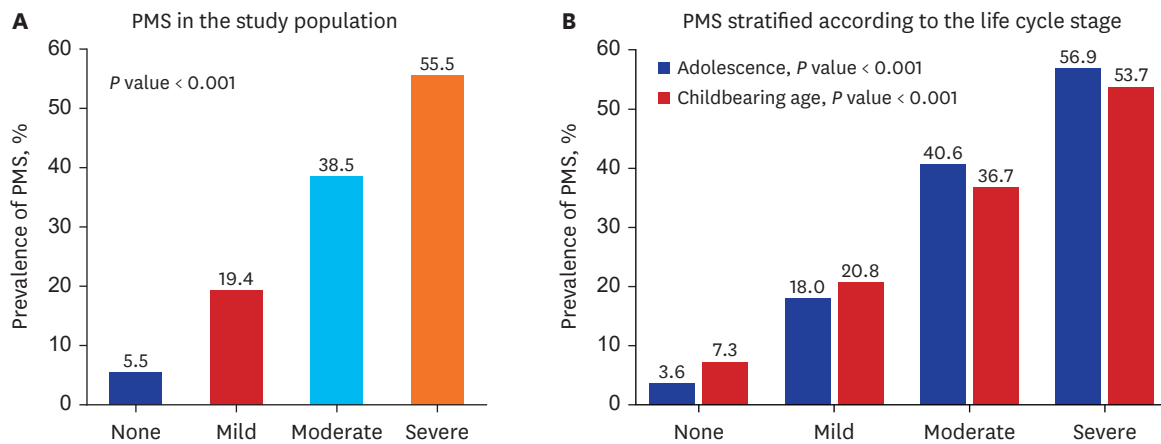 A PMS in the study population
Prevalence of PMS, %
60
50
40
30
20
10
0
P value < 0.001
5.5
19.4
38.5
55.5
None Mild Moderate Severe
B PMS stratified according to the life cycle stage
Prevalence of PMS, %
60
50
40
30
20
10
0
Adolescence, P value < 0.001
Childbearing age, P value < 0.001
3.6
7.3
18.0
20.8
40.6
36.7
56.9
53.7
None Mild Moderate Severe